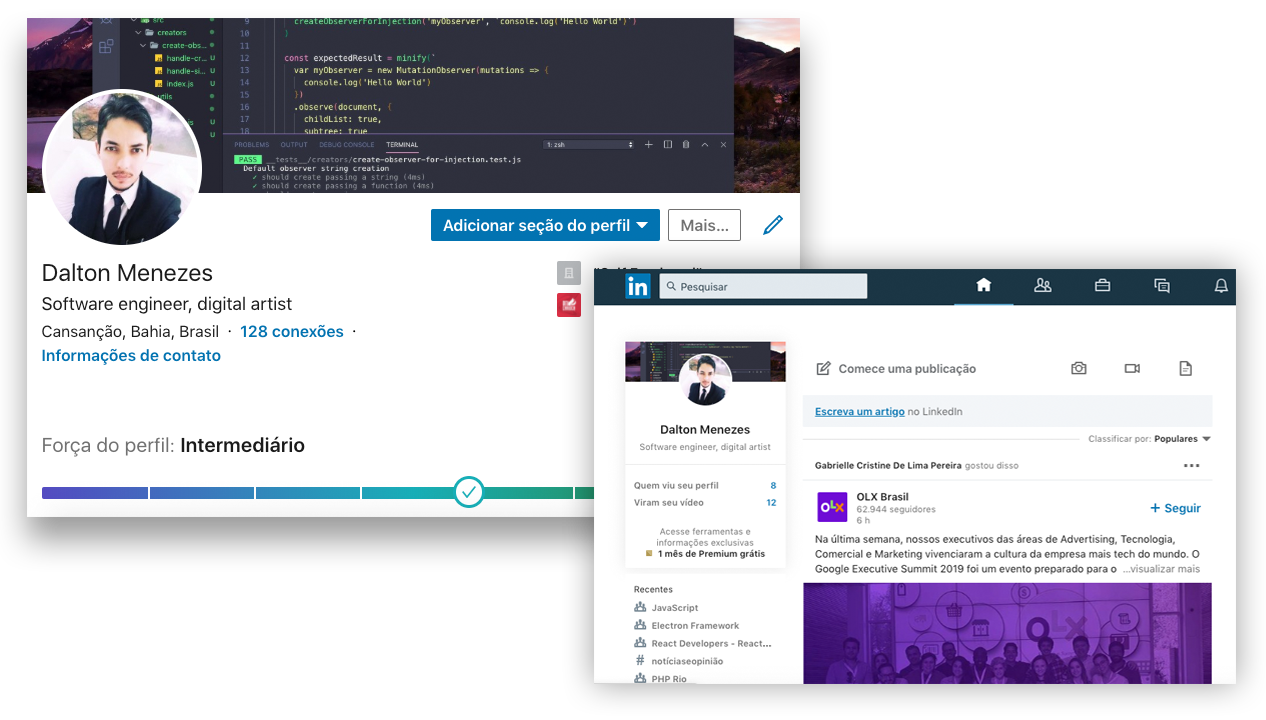 src
creators
create-obs...
handle-cr... U
handle-si... U
index.js U
utils
U
.js U
U
9 createObserverForInjection('myObserver', `console.log('Hello World')`)
10 )
11
12 const expectedResult = minify(`
13 var myObserver = new MutationObserver(mutations => {
14 console.log('Hello World')
15 })
16 .observe(document, {
17 childList: true,
18 subtree: true
PROBLEMS OUTPUT DEBUG CONSOLE TERMINAL 1: zsh
PASS __tests__/creators/create-observer-for-injection.test.js
Default observer string creation
✓ should create passing a string (4ms)
✓ should create passing a function (4ms)
Adicionar seção do perfil Mais...
Dalton Menezes
Software engineer, digital artist
Cansanção, Bahia, Brasil · 128 conexões ·
Informações de contato
Força do perfil: Intermediário
in Pesquisar
Dalton Menezes
Software engineer, digital artist
Quem viu seu perfil 8
Viram seu vídeo 12
Acesse ferramentas e
informações exclusivas
1 mês de Premium grátis
Recentes
JavaScript
Electron Framework
React Developers - React...
# notíciaseopinião
PHP Rio
Comece uma publicação
Escreva um artigo no LinkedIn
Classificar por: Populares
Gabrielle Cristine De Lima Pereira gostou disso
OLX
OLX Brasil
62.944 seguidores
6 h
+ Seguir
Na última semana, nossos executivos das áreas de Advertising, Tecnologia,
Comercial e Marketing vivenciaram a cultura da empresa mais tech do mundo. O
Google Executive Summit 2019 foi um evento preparado para o ...visualizar mais
OLX